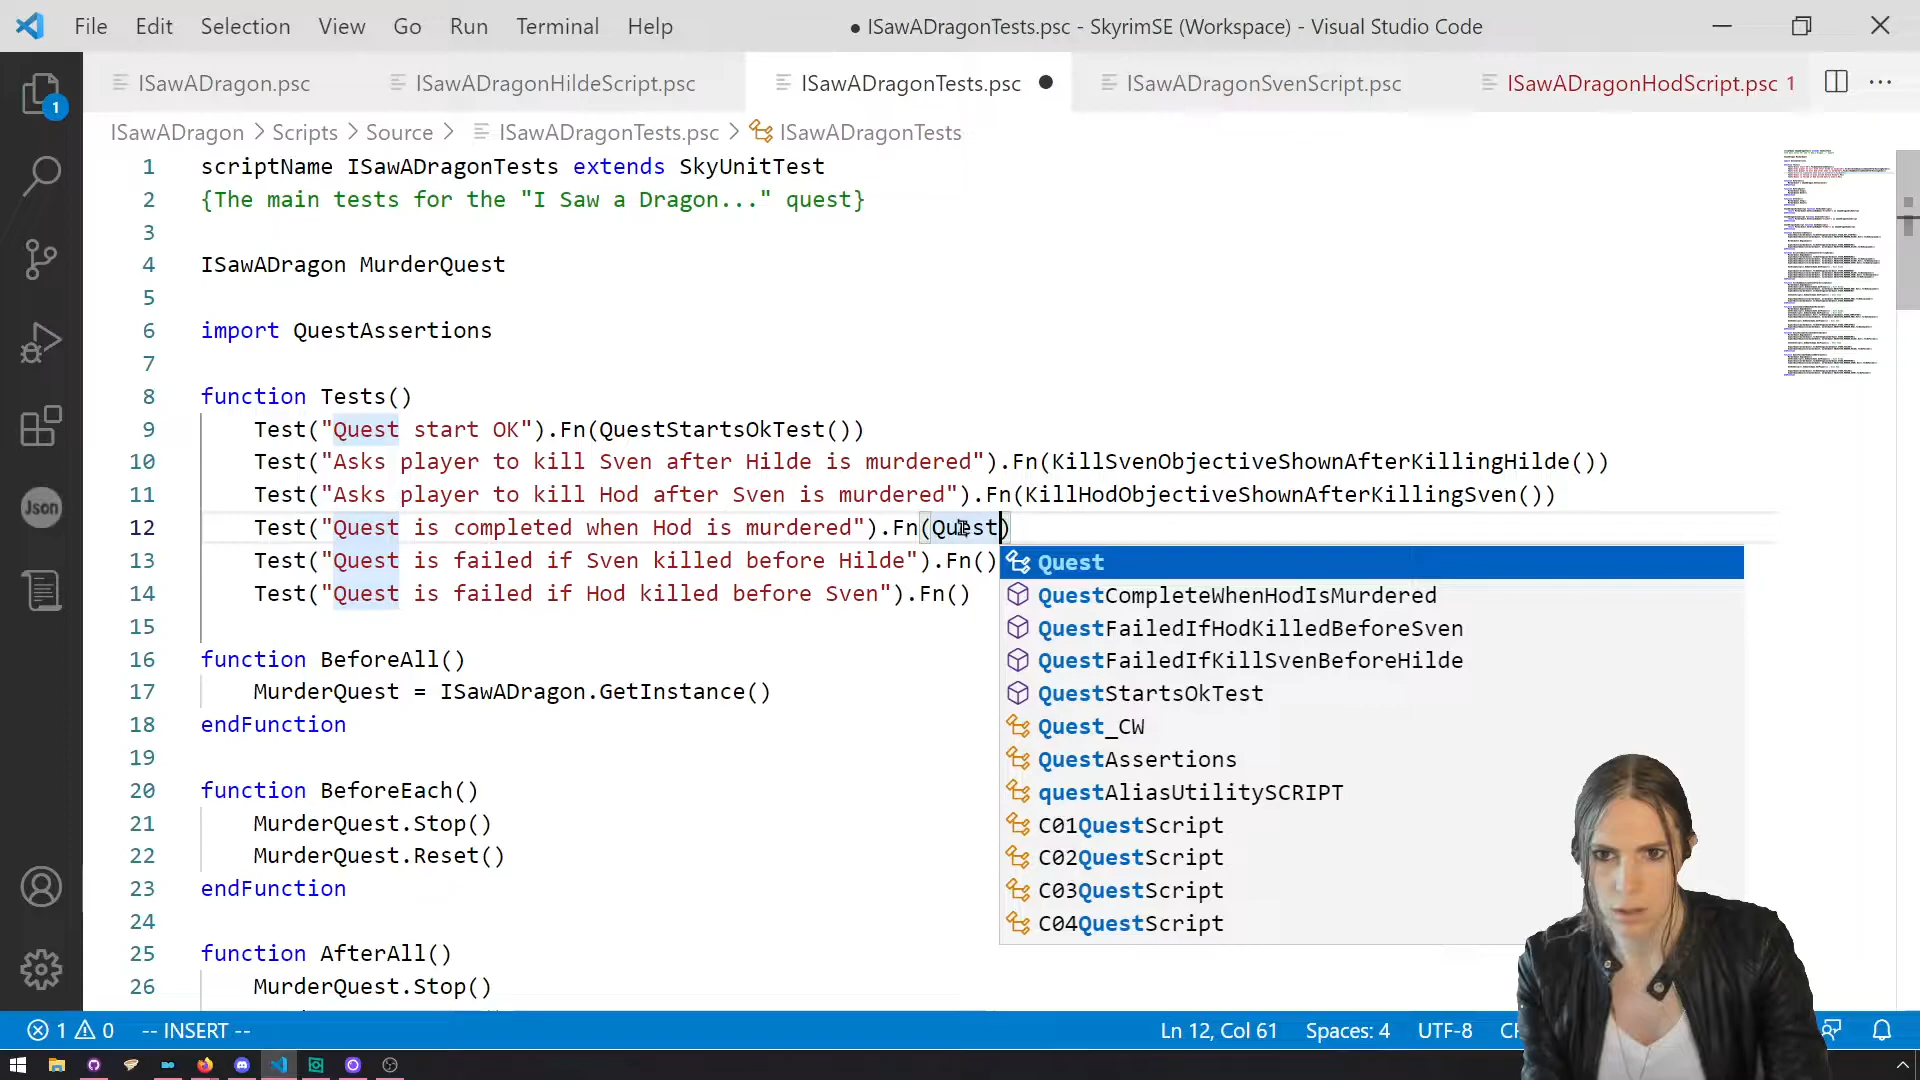 File Edit Selection View Go Run Terminal Help
● ISawADragonTests.psc - SkyrimSE (Workspace) - Visual Studio Code
ISawADragon.psc ISawADragonHildeScript.psc ISawADragonTests.psc ISawADragonSvenScript.psc ISawADragonHodScript.psc 1
1
ISawADragon > Scripts > Source > ISawADragonTests.psc > ISawADragonTests
1 scriptName ISawADragonTests extends SkyUnitTest
2 {The main tests for the "I Saw a Dragon..." quest}
3
4 ISawADragon MurderQuest
5
6 import QuestAssertions
7
8 function Tests()
9 Test("Quest start OK").Fn(QuestStartsOkTest())
10 Test("Asks player to kill Sven after Hilde is murdered").Fn(KillSvenObjectiveShownAfterKillingHilde())
11 Test("Asks player to kill Hod after Sven is murdered").Fn(KillHodObjectiveShownAfterKillingSven())
12 Test("Quest is completed when Hod is murdered").Fn(Quest)
13 Test("Quest is failed if Sven killed before Hilde").Fn()
14 Test("Quest is failed if Hod killed before Sven").Fn()
15
16 function BeforeAll()
17 MurderQuest = ISawADragon.GetInstance()
18 endFunction
19
20 function BeforeEach()
21 MurderQuest.Stop()
22 MurderQuest.Reset()
23 endFunction
24
25 function AfterAll()
26 MurderQuest.Stop()
Quest
QuestCompleteWhenHodIsMurdered
QuestFailedIfHodKilledBeforeSven
QuestFailedIfKillSvenBeforeHilde
QuestStartsOkTest
Quest_CW
QuestAssertions
questAliasUtilitySCRIPT
C01QuestScript
C02QuestScript
C03QuestScript
C04QuestScript
Json
1 0 -- INSERT -- Ln 12, Col 61 Spaces: 4 UTF-8